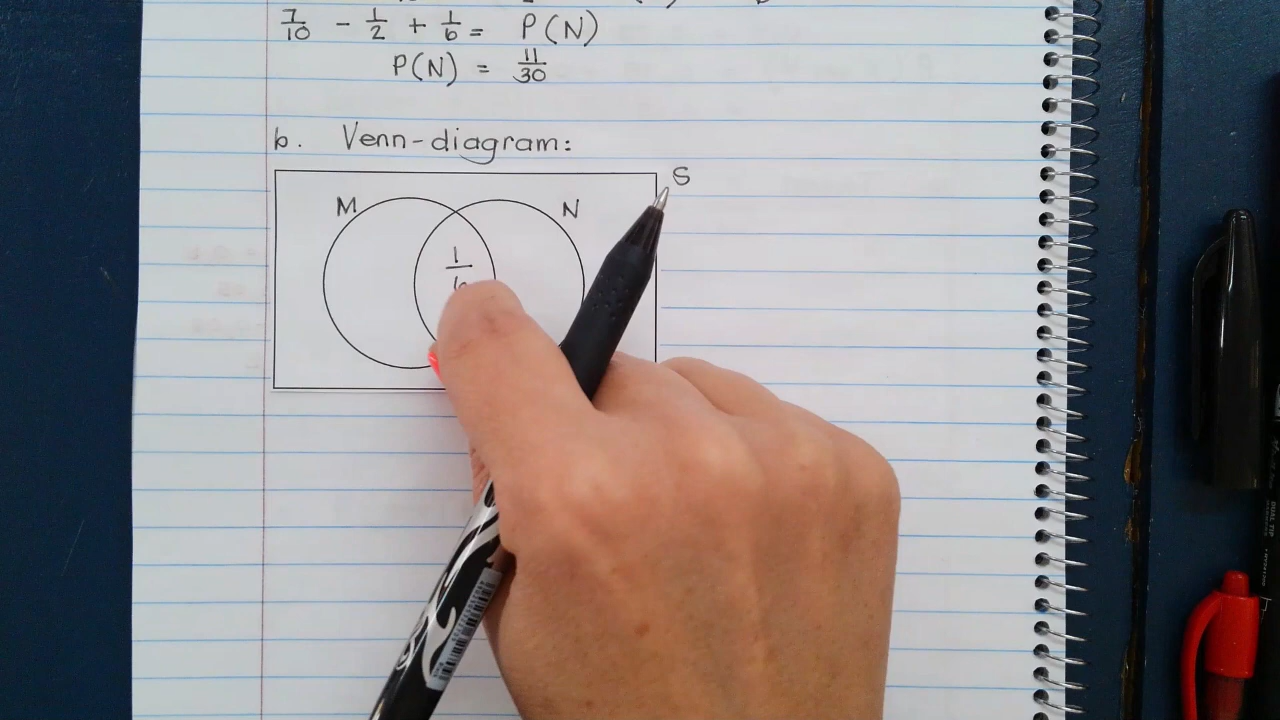 7/10 - 1/2 + 1/6 = P(N)
P(N) = 11/30
b. Venn-diagram:
S
M N
1/6